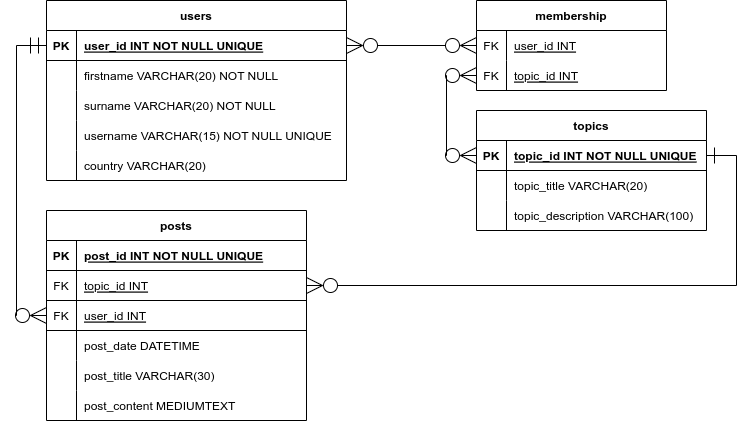 users
PK user_id INT NOT NULL UNIQUE
firstname VARCHAR(20) NOT NULL
surname VARCHAR(20) NOT NULL
username VARCHAR(15) NOT NULL UNIQUE
country VARCHAR(20)
membership
FK user_id INT
FK topic_id INT
topics
PK topic_id INT NOT NULL UNIQUE
topic_title VARCHAR(20)
topic_description VARCHAR(100)
posts
PK post_id INT NOT NULL UNIQUE
FK topic_id INT
FK user_id INT
post_date DATETIME
post_title VARCHAR(30)
post_content MEDIUMTEXT